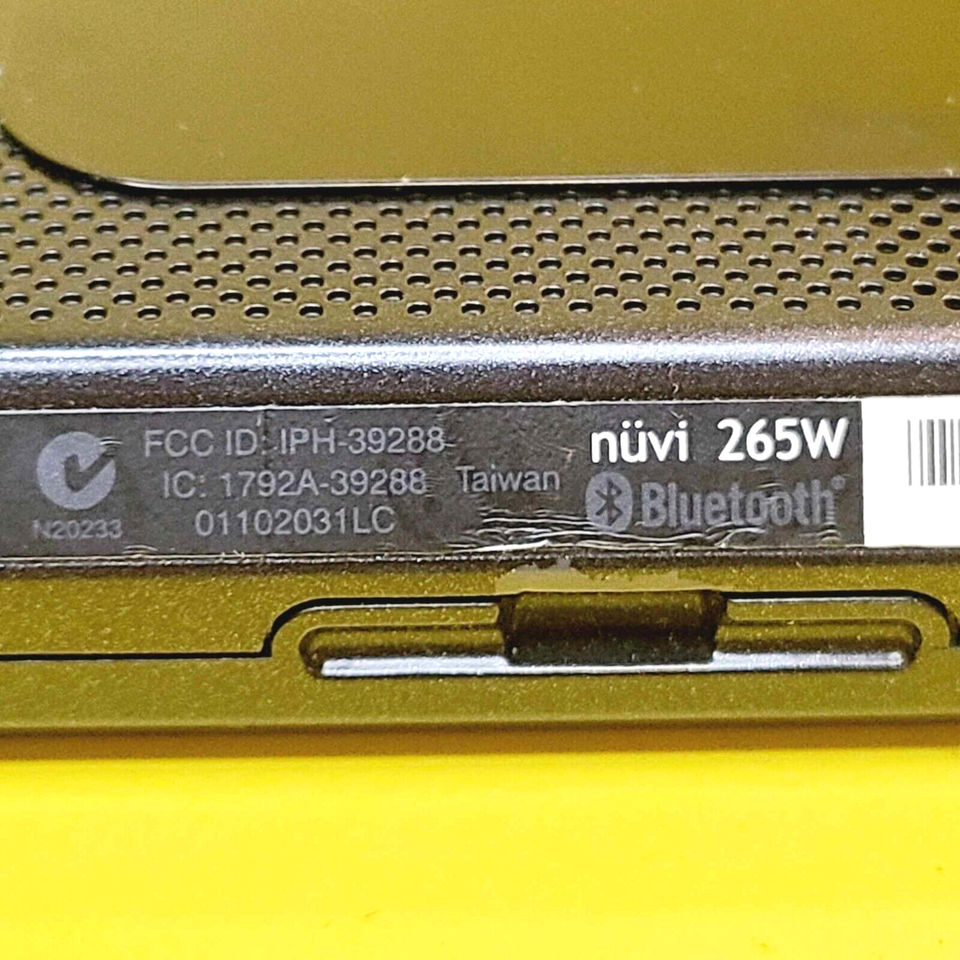 N20233
FCC ID: IPH-39288
IC: 1792A-39288 Taiwan
01102031LC
nüvi 265W
Bluetooth®